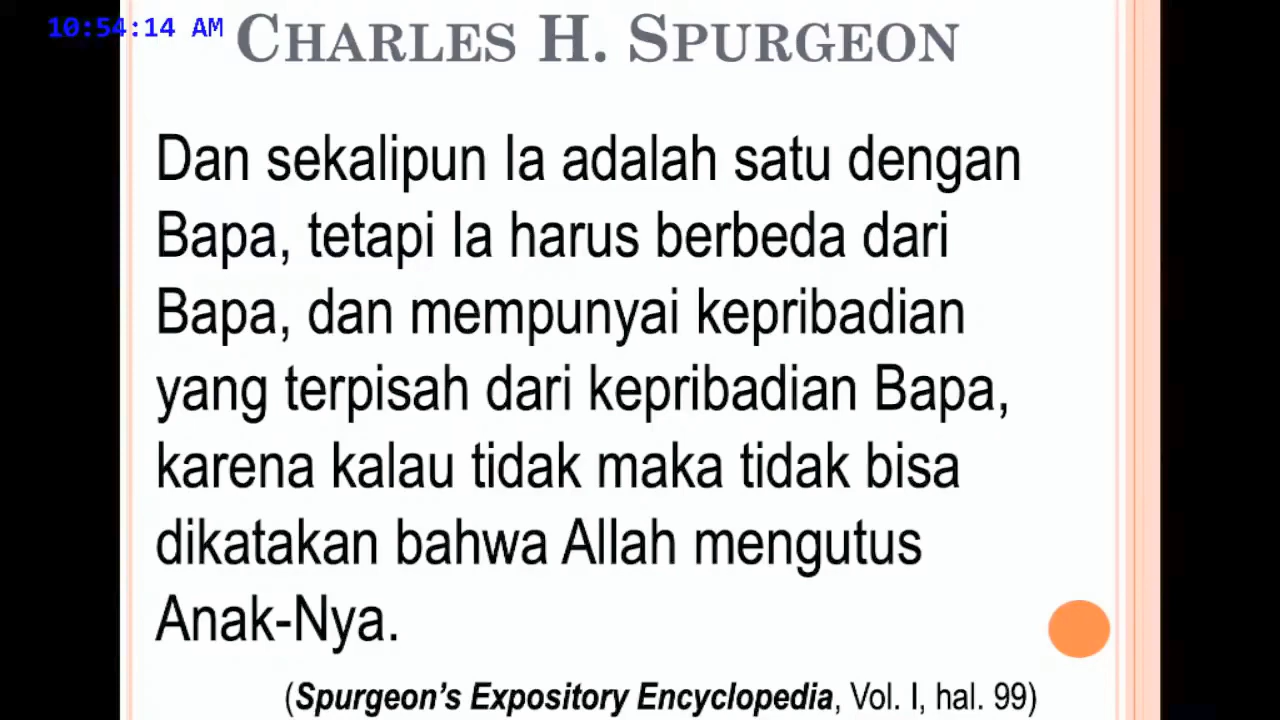 10:54:14 AM
CHARLES H. SPURGEON
Dan sekalipun Ia adalah satu dengan
Bapa, tetapi Ia harus berbeda dari
Bapa, dan mempunyai kepribadian
yang terpisah dari kepribadian Bapa,
karena kalau tidak maka tidak bisa
dikatakan bahwa Allah mengutus
Anak-Nya.
(Spurgeon's Expository Encyclopedia, Vol. I, hal. 99)